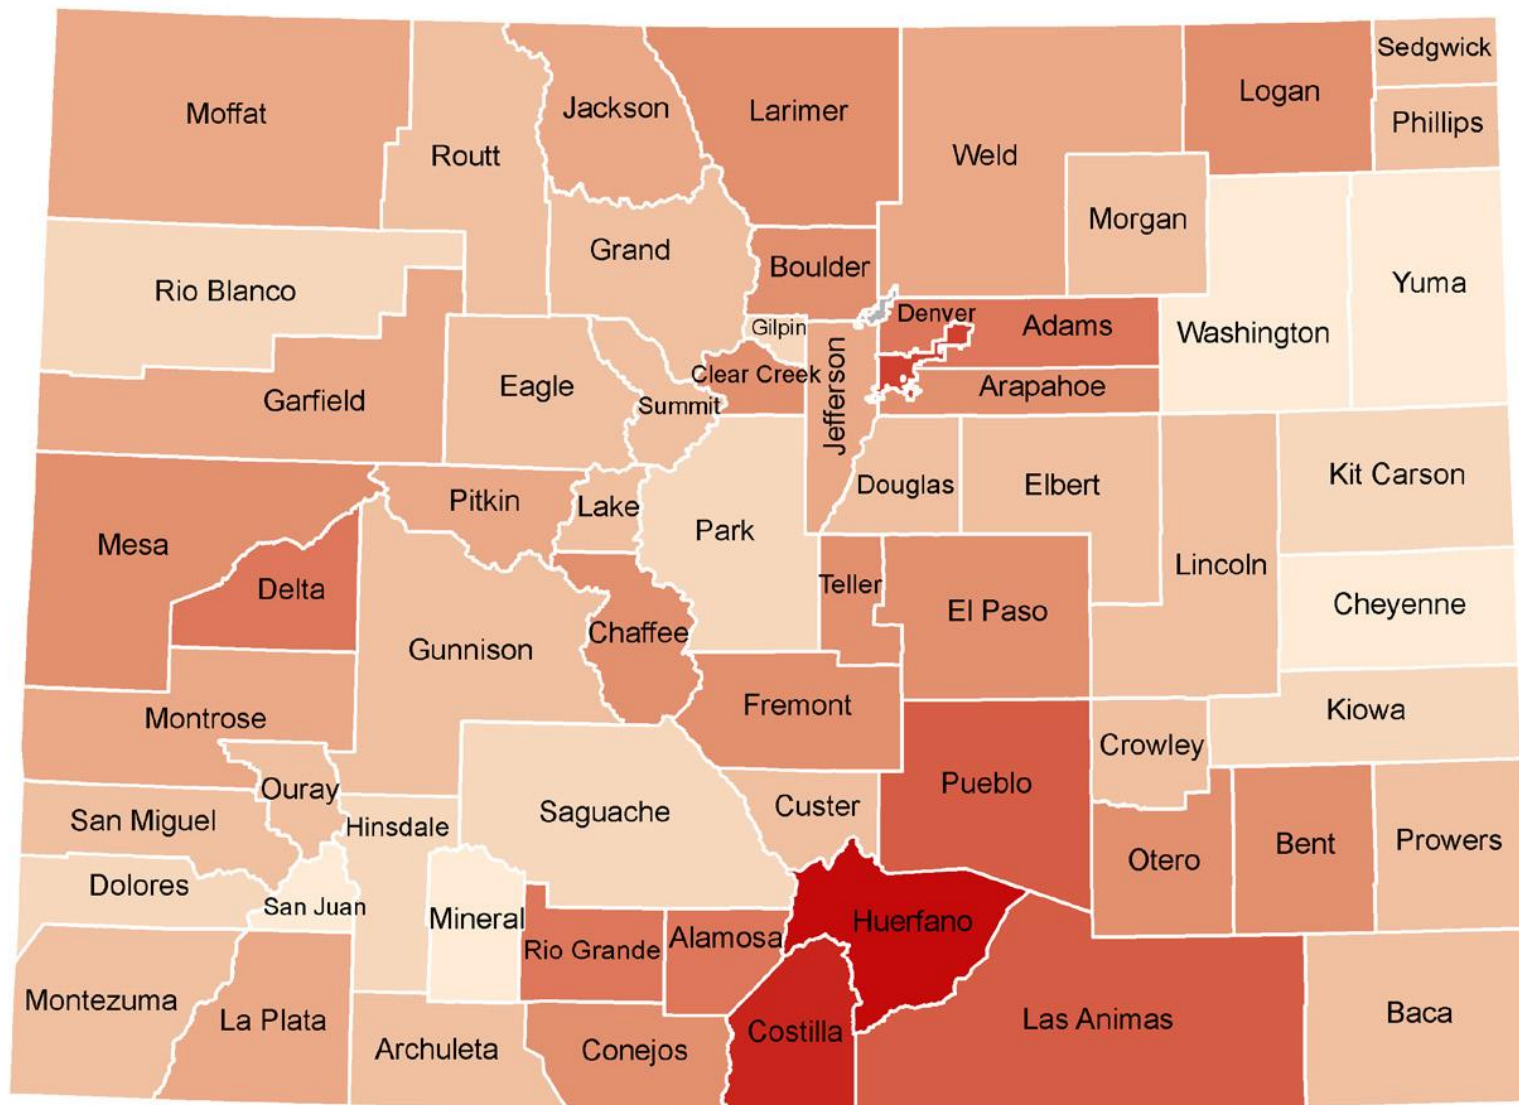 Sedgwick
Moffat
Jackson
Larimer
Logan
Phillips
Routt
Weld
Morgan
Grand
Boulder
Rio Blanco
Yuma
Gilpin
Denver
Adams
Washington
Clear Creek
Jefferson
Arapahoe
Garfield
Eagle
Summit
Kit Carson
Pitkin
Lake
Douglas
Elbert
Mesa
Park
Lincoln
Delta
Teller
El Paso
Cheyenne
Gunnison
Chaffee
Montrose
Fremont
Kiowa
Crowley
Ouray
Pueblo
San Miguel
Hinsdale
Saguache
Custer
Otero
Bent
Prowers
Dolores
San Juan
Mineral
Rio Grande
Alamosa
Huerfano
Montezuma
La Plata
Archuleta
Conejos
Costilla
Las Animas
Baca